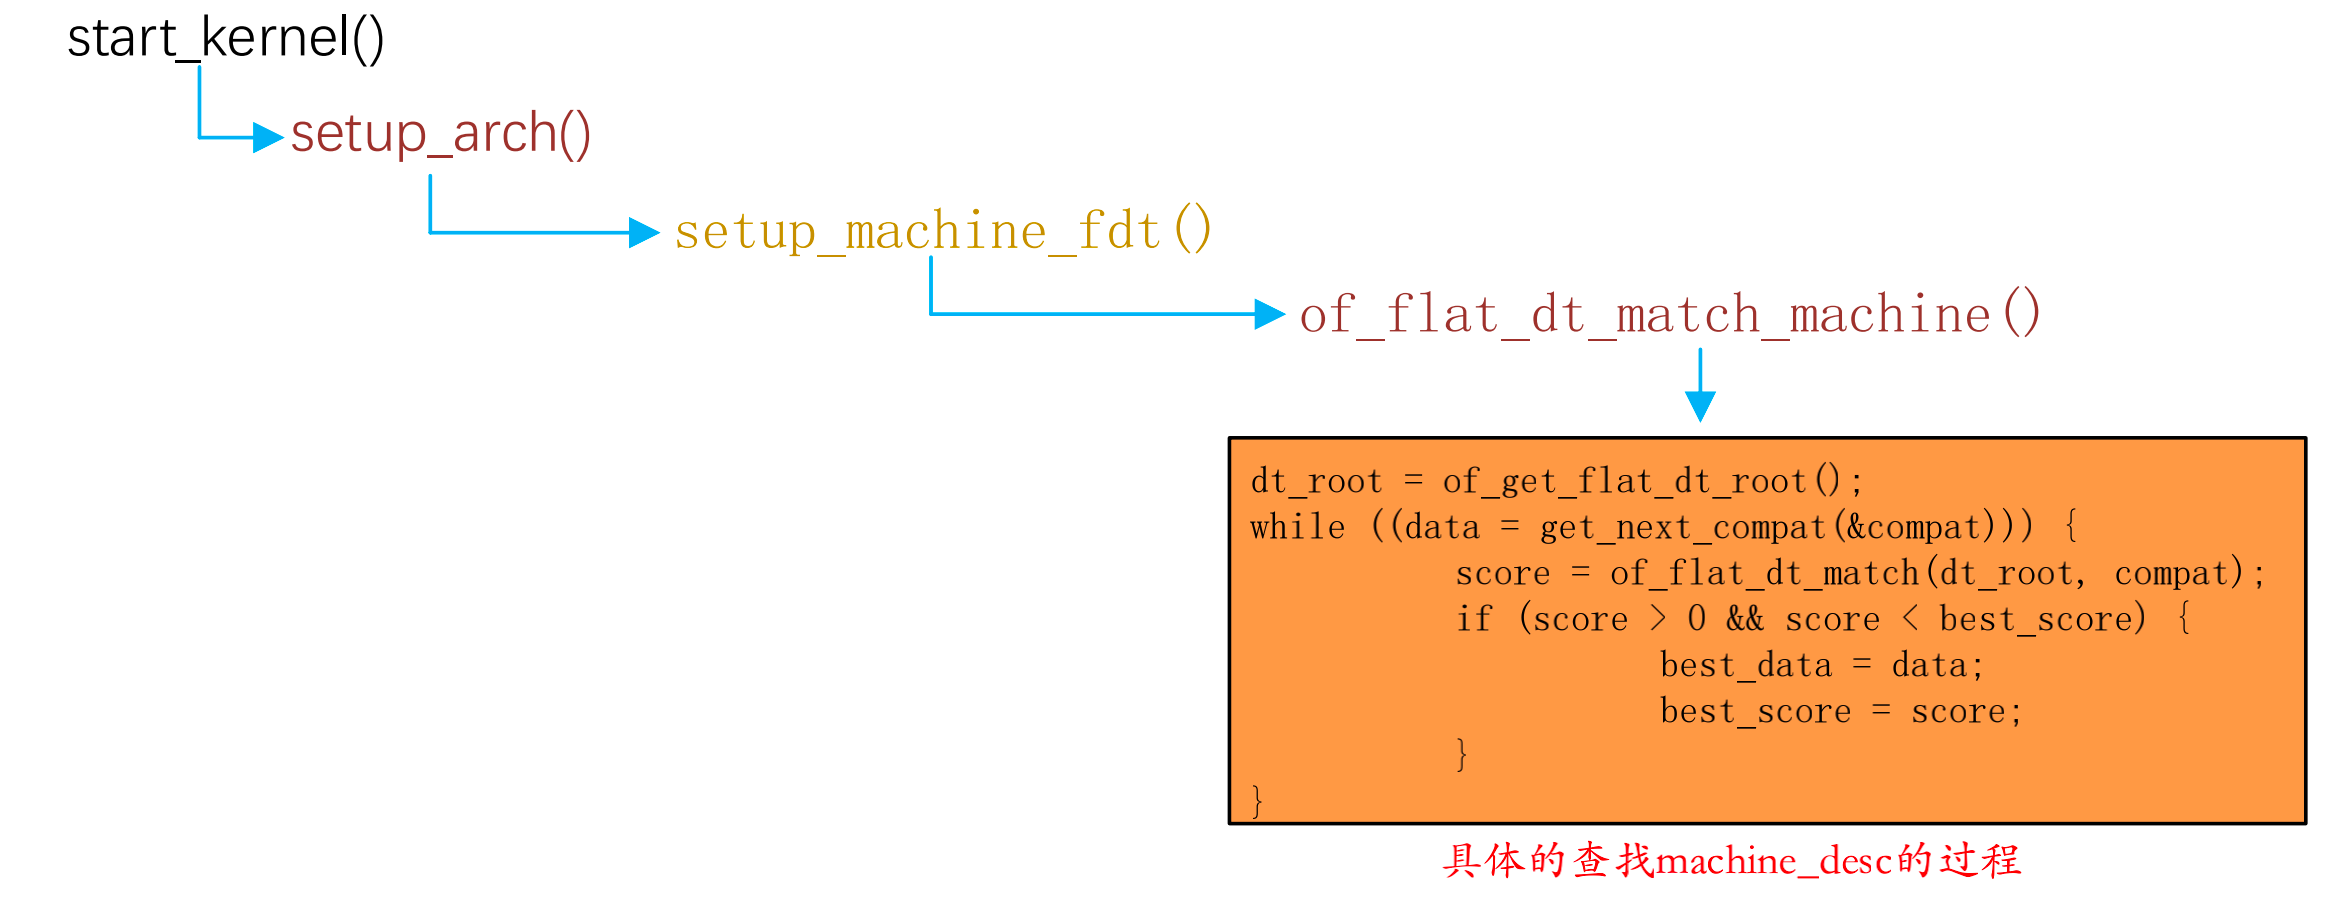 start_kernel()
setup_arch()
setup_machine_fdt()
of_flat_dt_match_machine()
dt_root = of_get_flat_dt_root();
while ((data = get_next_compat(&compat))) {
score = of_flat_dt_match(dt_root, compat);
if (score > 0 && score < best_score) {
best_data = data;
best_score = score;
}
}
具体的查找machine_desc的过程